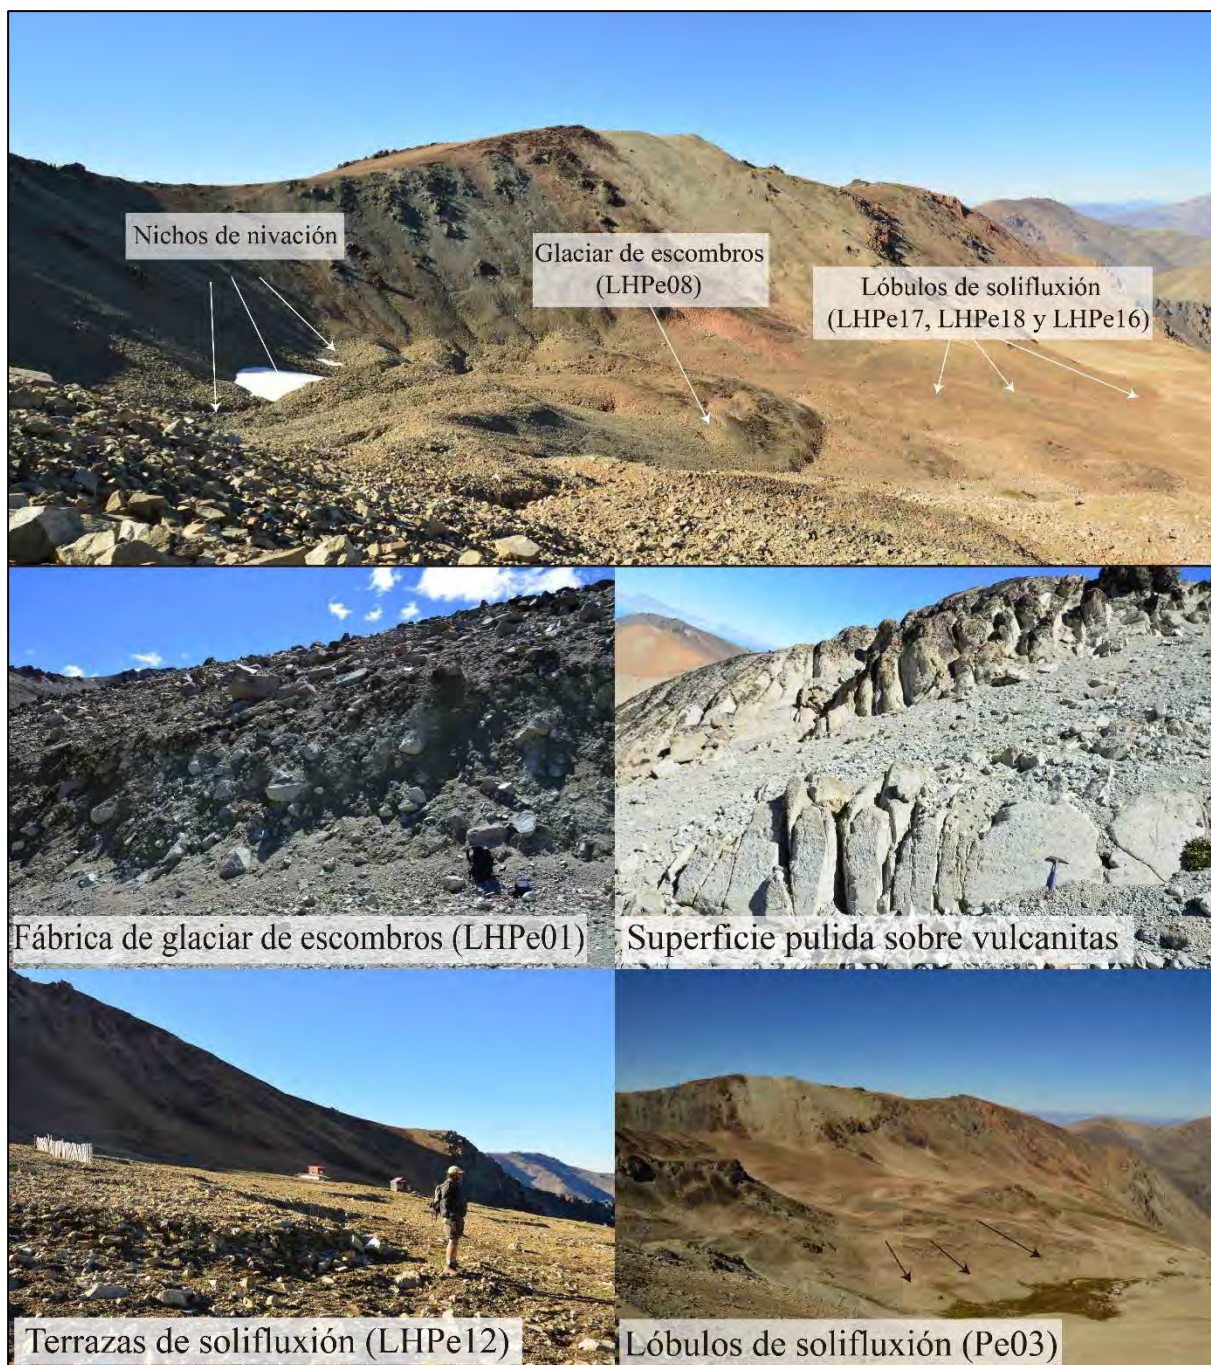 Nichos de nivación
Glaciar de escombros
(LHPe08)
Lóbulos de solifluxión
(LHPe17, LHPe18 y LHPe16)
Fábrica de glaciar de escombros (LHPe01)
Superficie pulida sobre vulcanitas
Terrazas de solifluxión (LHPe12)
Lóbulos de solifluxión (Pe03)